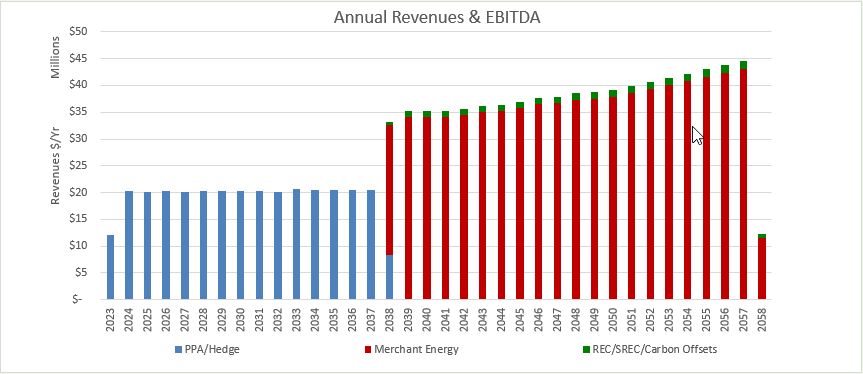 Annual Revenues & EBITDA
Revenues $/Yr Millions
$50
$45
$40
$35
$30
$25
$20
$15
$10
$5
$-
2023 2024 2025 2026 2027 2028 2029 2030 2031 2032 2033 2034 2035 2036 2037 2038 2039 2040 2041 2042 2043 2044 2045 2046 2047 2048 2049 2050 2051 2052 2053 2054 2055 2056 2057 2058
PPA/Hedge Merchant Energy REC/SREC/Carbon Offsets